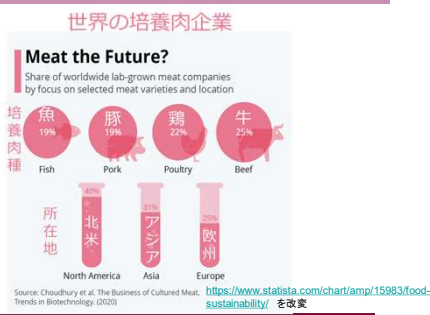 世界の培養肉企業
Meat the Future?
Share of worldwide lab-grown meat companies
by focus on selected meat varieties and location
培養肉種
魚 豚 鶏 牛
19% 19% 22% 25%
Fish Pork Poultry Beef
所在地
40% 31% 25%
北米 アジア 欧州
North America Asia Europe
Source: Choudhury et al. The Business of Cultured Meat.
Trends in Biotechnology. (2020)
https://www.statista.com/chart/amp/15983/food-
sustainability/ を改変